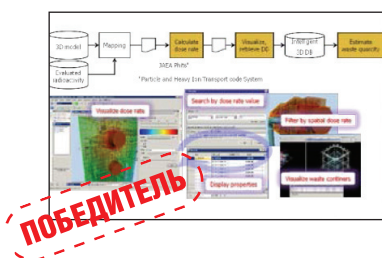 Calculate
dose rate
Visualize,
retrieve DD
Estimate
waste quantity
3D model
Mapping
Intelligent
3D DB
Evaluated
radioactivity
JAEA Phits*
*Particle and Heavy Ion Transport code System
Visualize dose rate
Search by dose rate value
Filter by spatial dose rate
Display properties
Visualize waste continers
ПОБЕДИТЕЛЬ